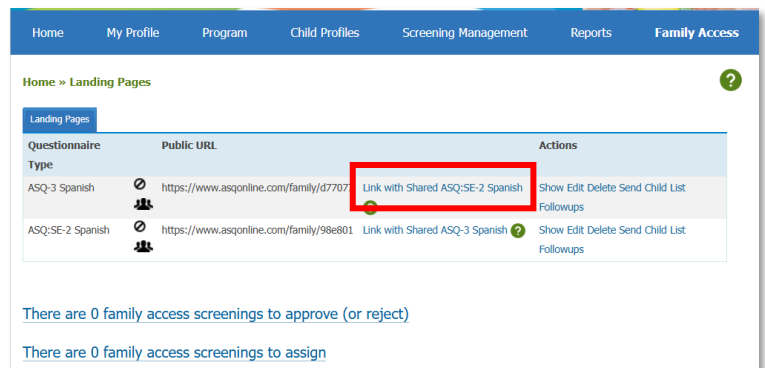 Home My Profile Program Child Profiles Screening Management Reports Family Access
Home » Landing Pages ?
Landing Pages
Questionnaire Type Public URL Actions
ASQ-3 Spanish https://www.asqonline.com/family/d7707 Link with Shared ASQ:SE-2 Spanish ? Show Edit Delete Send Child List
Followups
ASQ:SE-2 Spanish https://www.asqonline.com/family/98e801 Link with Shared ASQ-3 Spanish ? Show Edit Delete Send Child List
Followups
There are 0 family access screenings to approve (or reject)
There are 0 family access screenings to assign